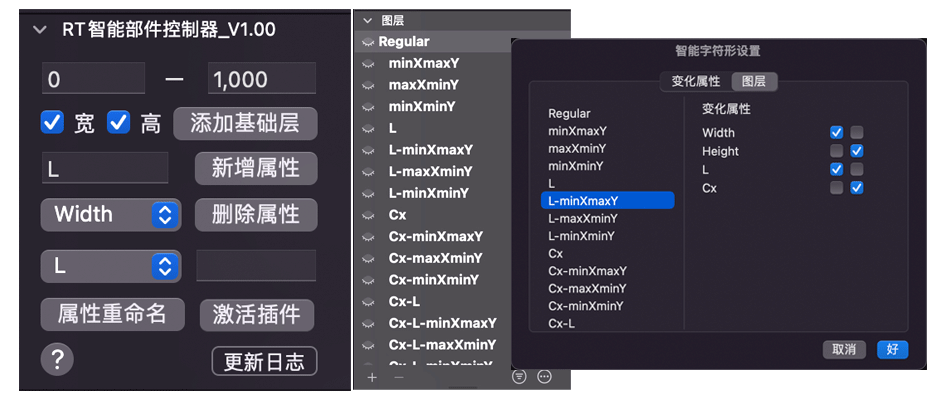 RT智能部件控制器_V1.00
0 — 1,000
宽 高 添加基础层
L 新增属性
Width 删除属性
L
属性重命名 激活插件
? 更新日志
图层
Regular
minXmaxY
maxXminY
minXminY
L
L-minXmaxY
L-maxXminY
L-minXminY
Cx
Cx-minXmaxY
Cx-maxXminY
Cx-minXminY
Cx-L
Cx-L-minXmaxY
Cx-L-maxXminY
Cx-L-minXminY
智能字符形设置
变化属性 图层
Regular
minXmaxY
maxXminY
minXminY
L
L-minXmaxY
L-maxXminY
L-minXminY
Cx
Cx-minXmaxY
Cx-maxXminY
Cx-minXminY
Cx-L
变化属性
Width
Height
L
Cx
取消 好